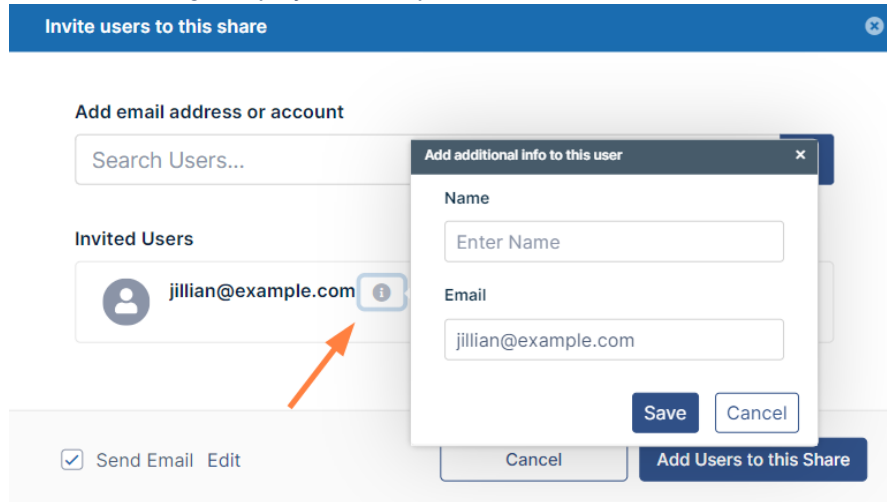 Invite users to this share
Add email address or account
Search Users...
Add additional info to this user
Name
Enter Name
Invited Users
jillian@example.com
Email
jillian@example.com
Save
Cancel
Send Email Edit
Cancel
Add Users to this Share